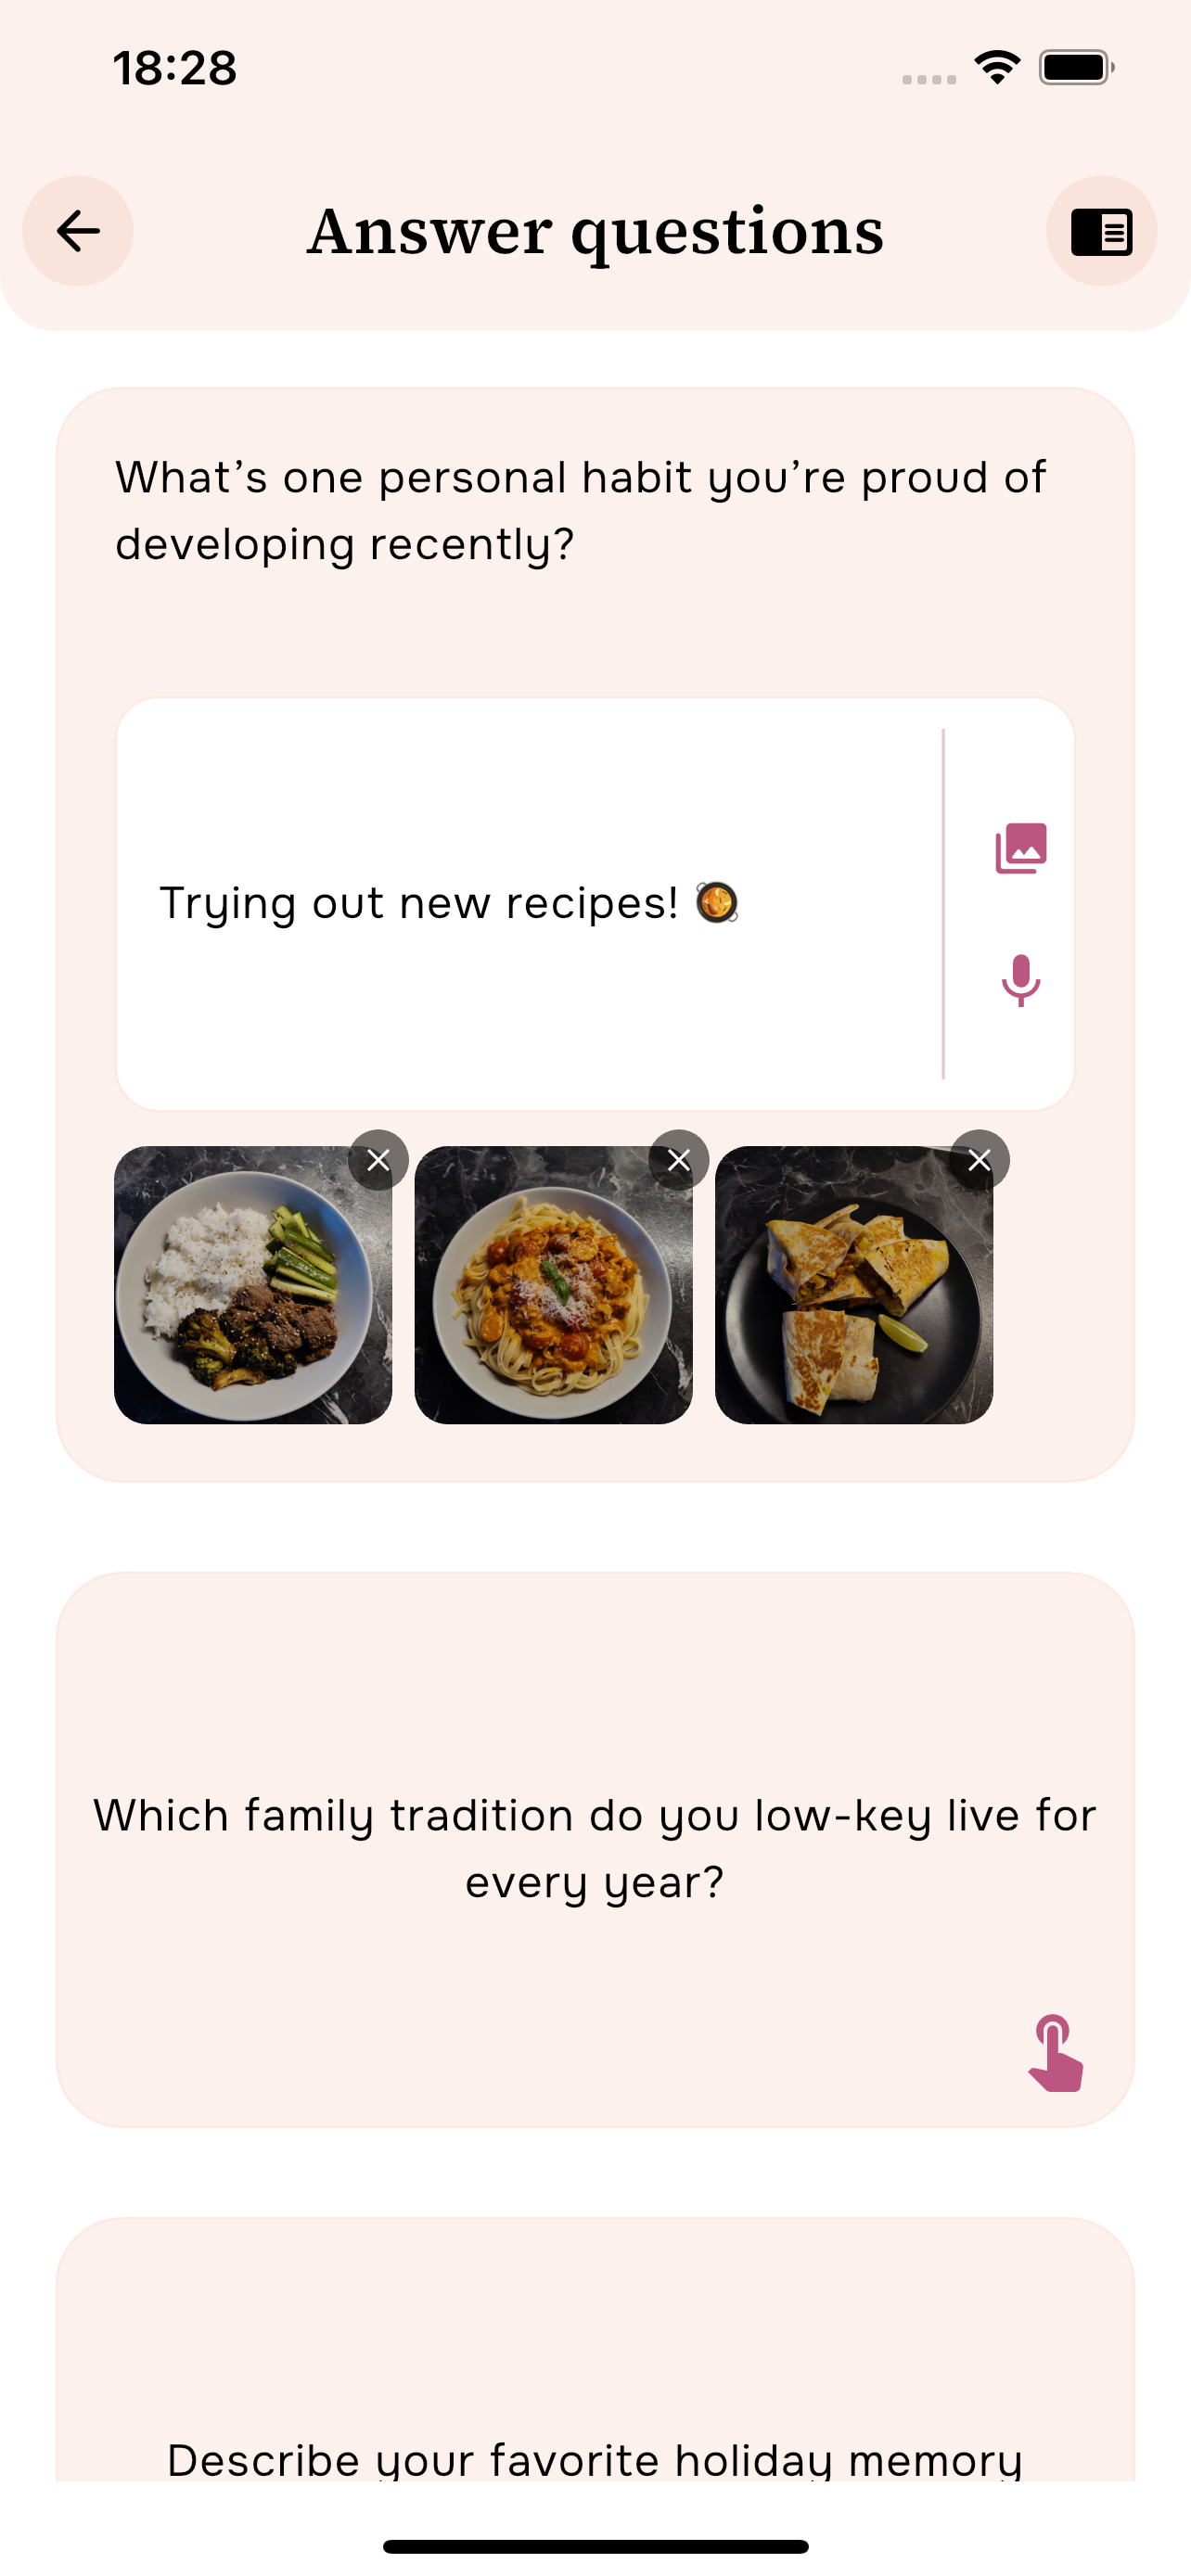 18:28
Answer questions
What’s one personal habit you’re proud of
developing recently?
Trying out new recipes! 🥘
Which family tradition do you low-key live for
every year?
Describe your favorite holiday memory